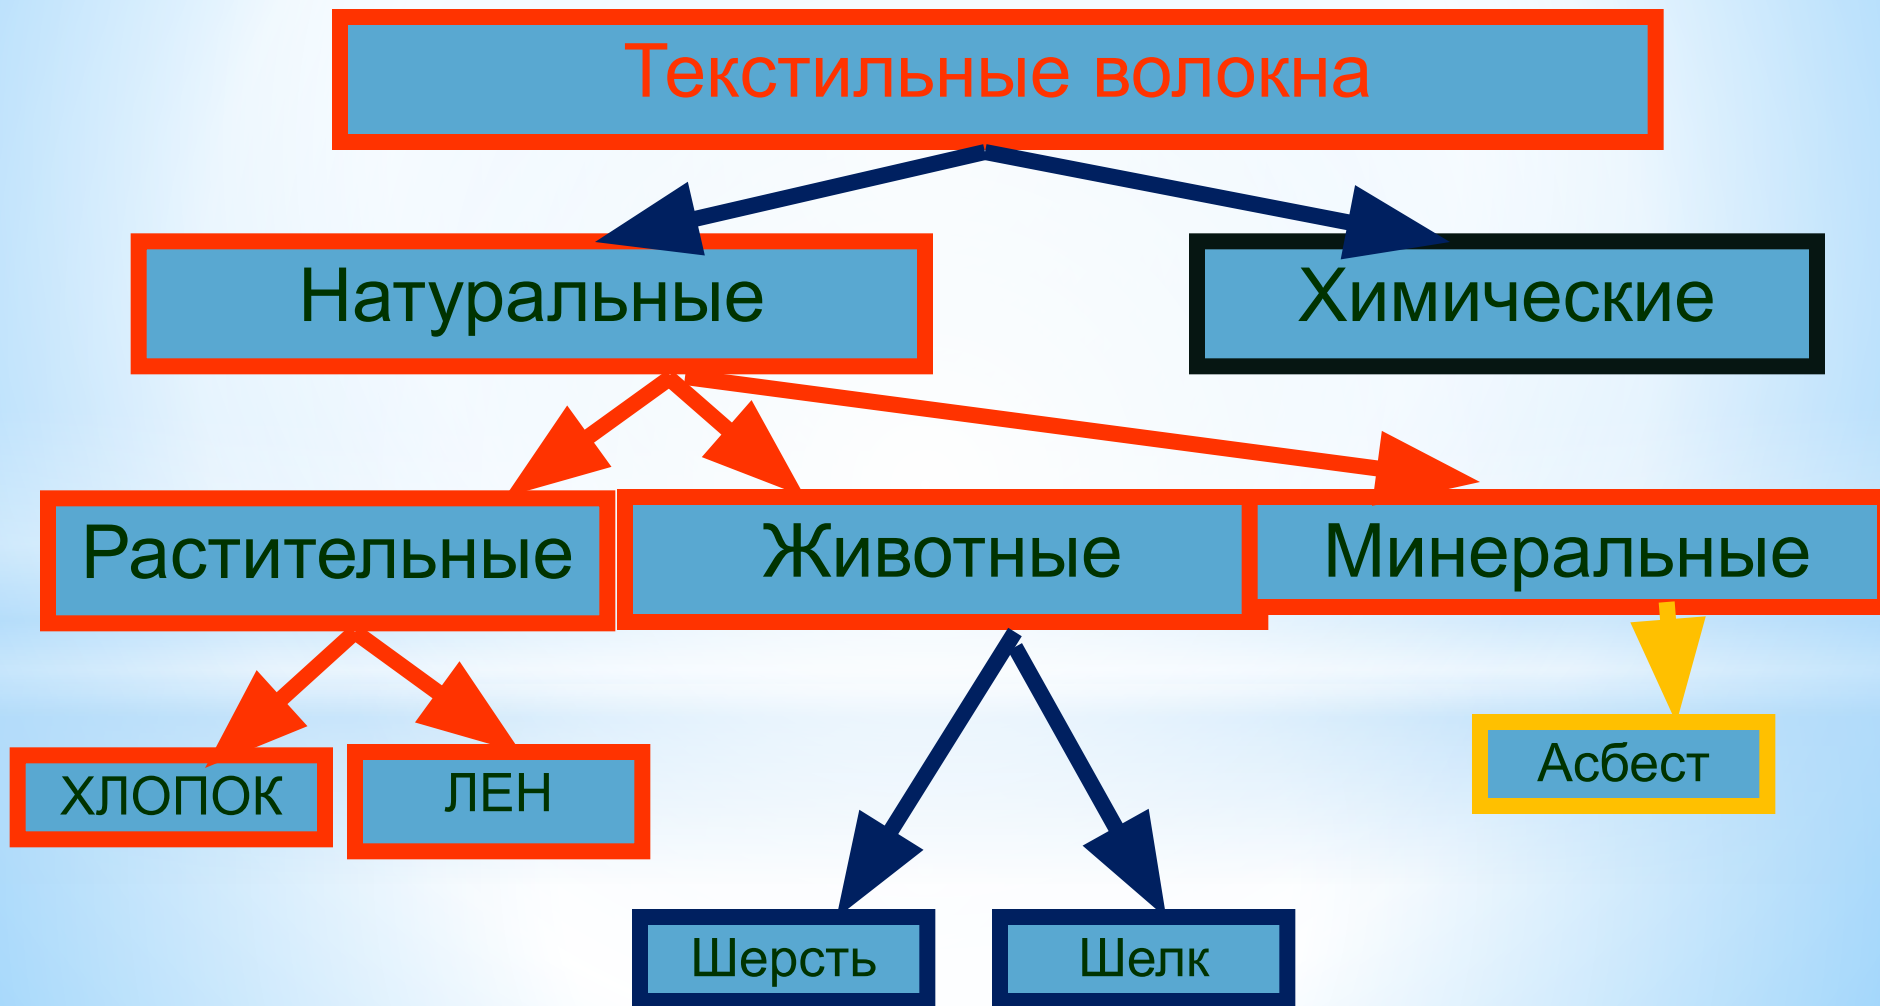 Текстильные волокна
Натуральные
Химические
Растительные
Животные
Минеральные
ХЛОПОК
ЛЕН
Асбест
Шерсть
Шелк